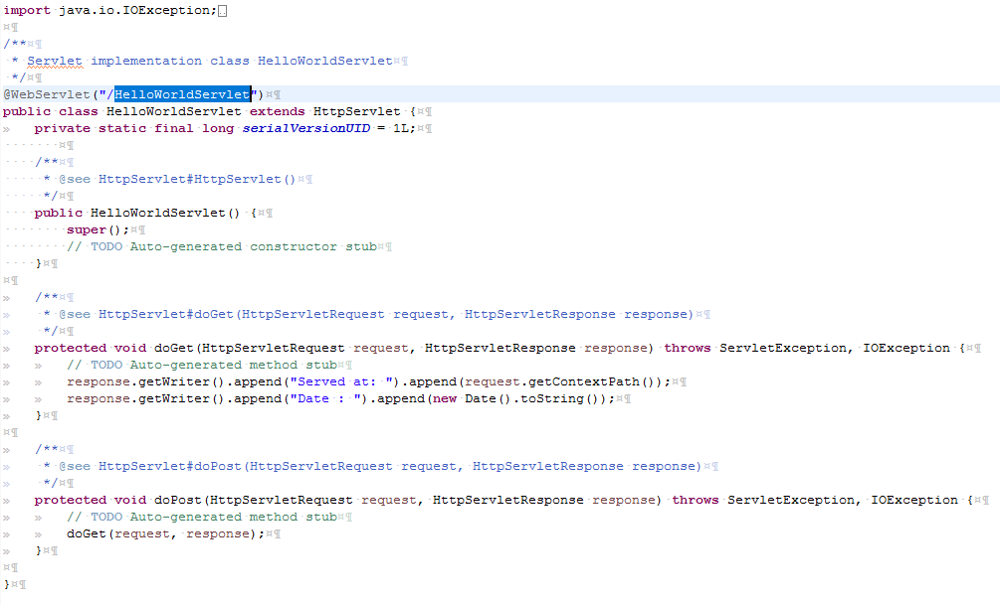 import java.io.IOException;

/**
 * Servlet implementation class HelloWorldServlet
 */
@WebServlet("/HelloWorldServlet")
public class HelloWorldServlet extends HttpServlet {
    private static final long serialVersionUID = 1L;

    /**
     * @see HttpServlet#HttpServlet()
     */
    public HelloWorldServlet() {
        super();
        // TODO Auto-generated constructor stub
    }

    /**
     * @see HttpServlet#doGet(HttpServletRequest request, HttpServletResponse response)
     */
    protected void doGet(HttpServletRequest request, HttpServletResponse response) throws ServletException, IOException {
        // TODO Auto-generated method stub
        response.getWriter().append("Served at: ").append(request.getContextPath());
        response.getWriter().append("Date : ").append(new Date().toString());
    }

    /**
     * @see HttpServlet#doPost(HttpServletRequest request, HttpServletResponse response)
     */
    protected void doPost(HttpServletRequest request, HttpServletResponse response) throws ServletException, IOException {
        // TODO Auto-generated method stub
        doGet(request, response);
    }

}